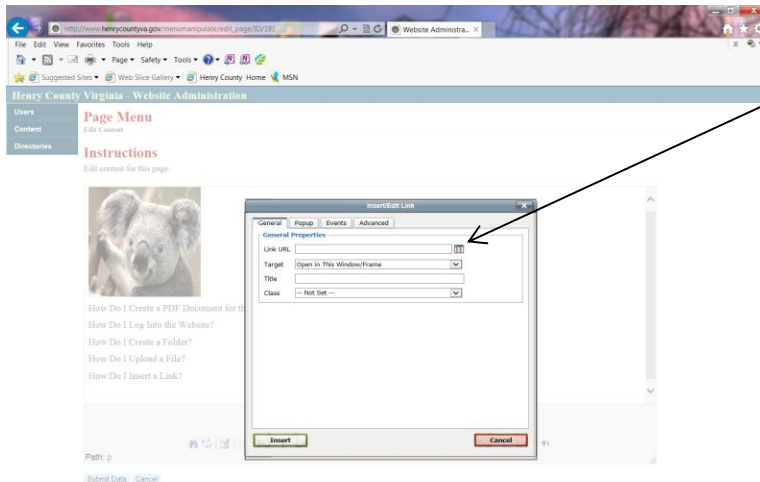 http://www.henrycountyva.gov/menumanipulate/edit_page/ID/181
Website Administra...
File Edit View Favorites Tools Help
Page Safety Tools
Suggested Sites Web Slice Gallery Henry County Home MSN
Henry County Virginia - Website Administration
Users
Content
Directories
Page Menu
Edit Content
Instructions
Edit content for this page.
How Do I Create a PDF Document for th
How Do I Log Into the Website?
How Do I Create a Folder?
How Do I Upload a File?
How Do I Insert a Link?
Path: p
Submit Data Cancel
Insert/Edit Link
General Popup Events Advanced
General Properties
Link URL
Target Open in This Window/Frame
Title
Class -- Not Set --
Insert Cancel